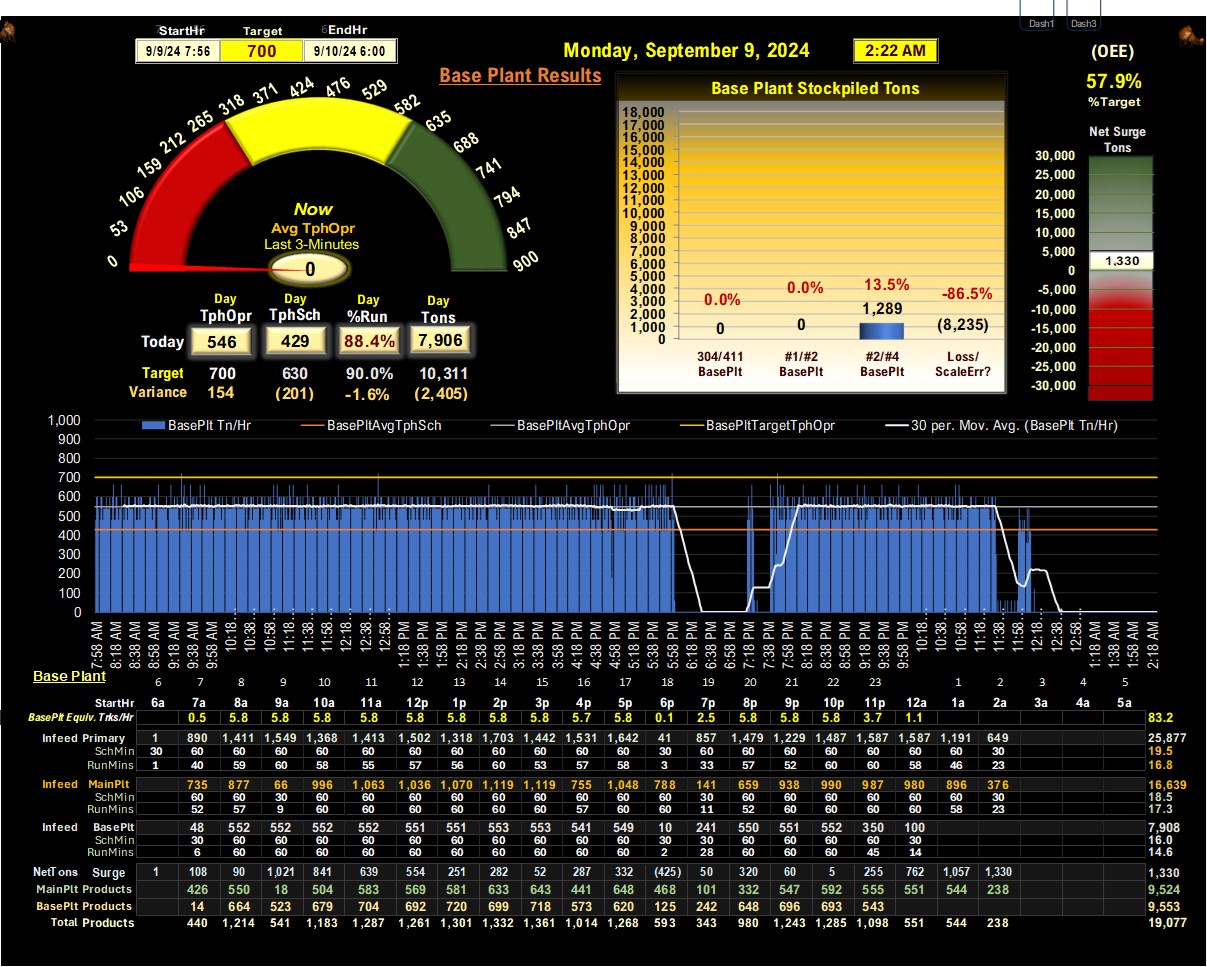 Dash1 Dash3
StartHr Target EndHr
9/9/24 7:56 700 9/10/24 6:00
Monday, September 9, 2024 2:22 AM
Base Plant Results
(OEE)
57.9%
%Target
Net Surge
Tons
30,000
25,000
20,000
15,000
10,000
5,000
0
-5,000
-10,000
-15,000
-20,000
-25,000
-30,000
1,330
0 53 106 159 212 265 318 371 424 476 529 582 635 688 741 794 847 900
Now
Avg TphOpr
Last 3-Minutes
0
Day Day Day Day
TphOpr TphSch %Run Tons
Today 546 429 88.4% 7,906
Target 700 630 90.0% 10,311
Variance 154 (201) -1.6% (2,405)
Base Plant Stockpiled Tons
18,000
17,000
16,000
15,000
14,000
13,000
12,000
11,000
10,000
9,000
8,000
7,000
6,000
5,000
4,000
3,000
2,000
1,000
0
0.0% 0.0% 13.5% -86.5%
0 0 1,289 (8,235)
304/411 #1/#2 #2/#4 Loss/
BasePlt BasePlt BasePlt ScaleErr?
BasePlt Tn/Hr BasePltAvgTphSch BasePltAvgTphOpr BasePltTargetTphOpr 30 per. Mov. Avg. (BasePlt Tn/Hr)
1,000
900
800
700
600
500
400
300
200
100
0
7:58 AM 8:18 AM 8:38 AM 8:58 AM 9:18 AM 9:38 AM 9:58 AM 10:18... 10:38... 10:58... 11:18... 11:38... 11:58... 12:18... 12:38... 12:58... 1:18 PM 1:38 PM 1:58 PM 2:18 PM 2:38 PM 2:58 PM 3:18 PM 3:38 PM 3:58 PM 4:18 PM 4:38 PM 4:58 PM 5:18 PM 5:38 PM 5:58 PM 6:18 PM 6:38 PM 6:58 PM 7:18 PM 7:38 PM 7:58 PM 8:18 PM 8:38 PM 8:58 PM 9:18 PM 9:38 PM 9:58 PM 10:18... 10:38... 10:58... 11:18... 11:38... 11:58... 12:18... 12:38... 12:58... 1:18 AM 1:38 AM 1:58 AM 2:18 AM
Base Plant
6 7 8 9 10 11 12 13 14 15 16 17 18 19 20 21 22 23 1 2 3 4 5
StartHr 6a 7a 8a 9a 10a 11a 12p 1p 2p 3p 4p 5p 6p 7p 8p 9p 10p 11p 12a 1a 2a 3a 4a 5a
BasePlt Equiv. Trks/Hr 0.5 5.8 5.8 5.8 5.8 5.8 5.8 5.8 5.8 5.7 5.8 0.1 2.5 5.8 5.8 5.8 3.7 1.1 83.2
Infeed Primary 1 890 1,411 1,549 1,368 1,413 1,502 1,318 1,703 1,442 1,531 1,642 41 857 1,479 1,229 1,487 1,587 1,587 1,191 649 25,877
SchMin 30 60 60 60 60 60 60 60 60 60 60 60 30 60 60 60 60 60 60 60 30 19.5
RunMins 1 40 59 60 58 55 57 56 60 53 57 58 3 33 57 52 60 60 58 46 23 16.8
Infeed MainPlt 735 877 66 996 1,063 1,036 1,070 1,119 1,119 755 1,048 788 141 659 938 990 987 980 896 376 16,639
SchMin 60 60 30 60 60 60 60 60 60 60 60 60 30 60 60 60 60 60 60 30 18.5
RunMins 52 57 9 60 60 60 60 60 60 57 60 60 11 52 60 60 60 60 58 23 17.3
Infeed BasePlt 48 552 552 552 552 551 551 553 553 541 549 10 241 550 551 552 350 100 7,908
SchMin 30 60 60 60 60 60 60 60 60 60 60 30 30 60 60 60 60 30 16.0
RunMins 6 60 60 60 60 60 60 60 60 60 60 2 28 60 60 60 45 14 14.6
NetTons Surge 1 108 90 1,021 841 639 554 251 282 52 287 332 (425) 50 320 60 5 255 762 1,057 1,330 1,330
MainPlt Products 426 550 18 504 583 569 581 633 643 441 648 468 101 332 547 592 555 551 544 238 9,524
BasePlt Products 14 664 523 679 704 692 720 699 718 573 620 125 242 648 696 693 543 9,553
Total Products 440 1,214 541 1,183 1,287 1,261 1,301 1,332 1,361 1,014 1,268 593 343 980 1,243 1,285 1,098 551 544 238 19,077